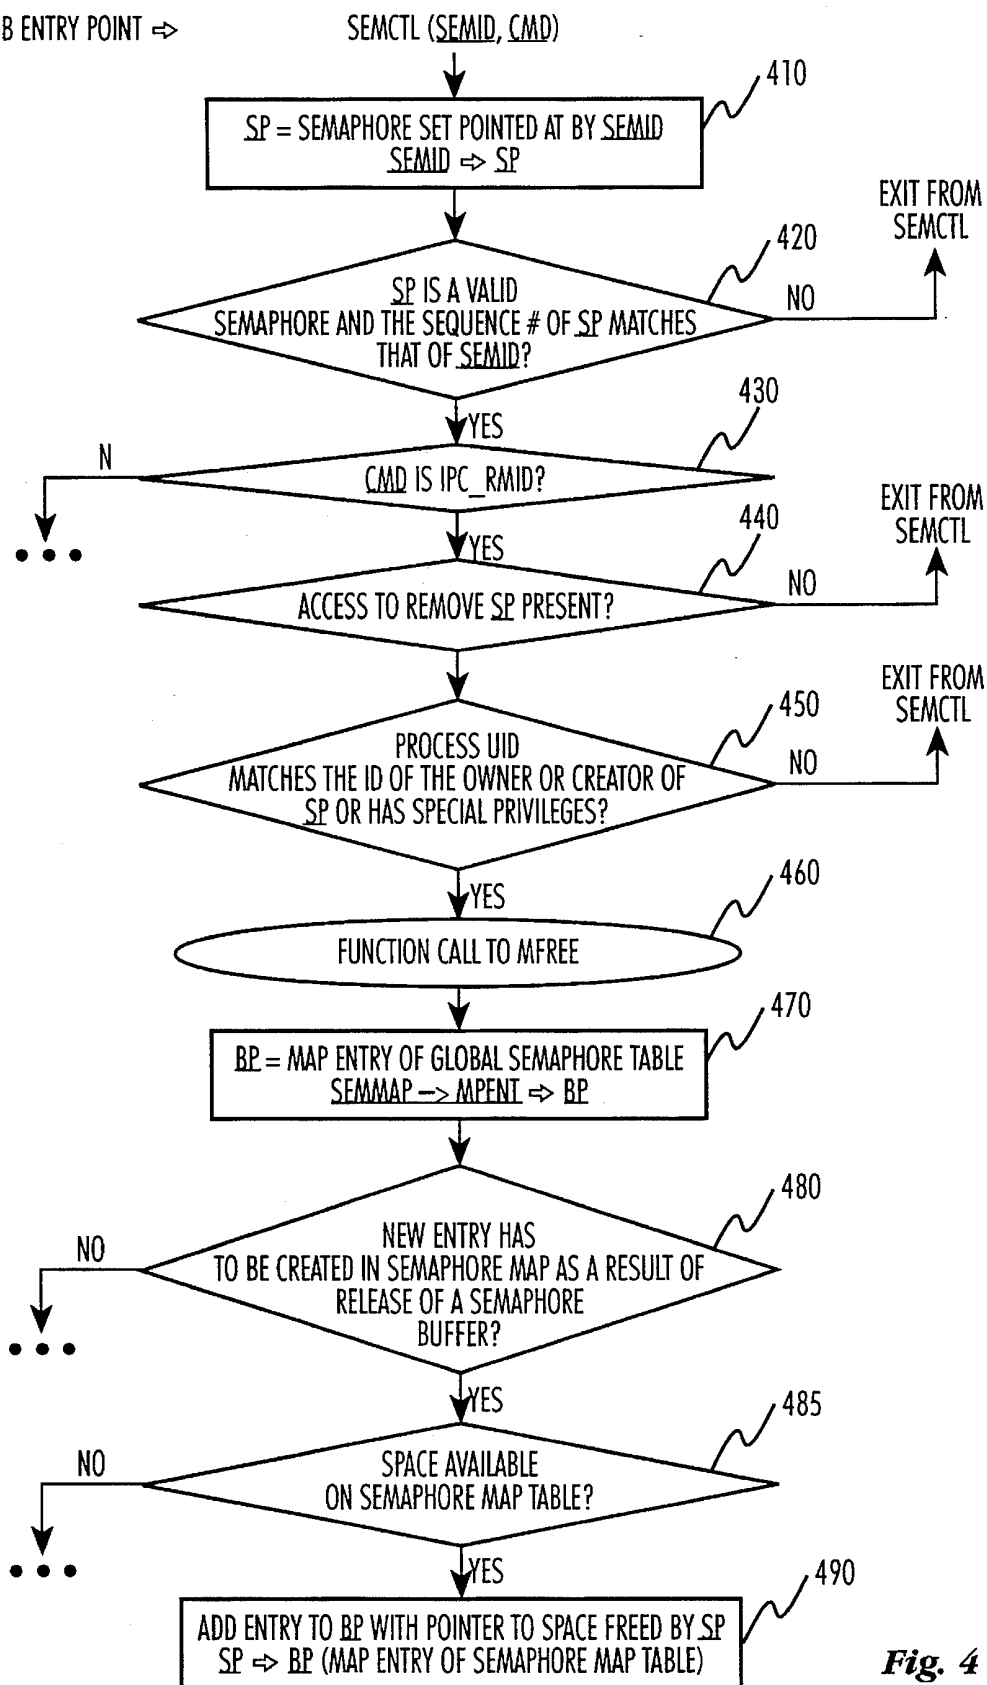 B ENTRY POINT ⇨ SEMCTL (SEMID, CMD)
410
SP = SEMAPHORE SET POINTED AT BY SEMID
SEMID ⇨ SP
EXIT FROM
SEMCTL
420
NO
SP IS A VALID
SEMAPHORE AND THE SEQUENCE # OF SP MATCHES
THAT OF SEMID?
430
YES
N
CMD IS IPC_RMID?
EXIT FROM
SEMCTL
440
YES
NO
ACCESS TO REMOVE SP PRESENT?
EXIT FROM
SEMCTL
450
PROCESS UID
NO
MATCHES THE ID OF THE OWNER OR CREATOR OF
SP OR HAS SPECIAL PRIVILEGES?
460
YES
FUNCTION CALL TO MFREE
470
BP = MAP ENTRY OF GLOBAL SEMAPHORE TABLE
SEMMAP –> MPENT ⇨ BP
480
NEW ENTRY HAS
NO
TO BE CREATED IN SEMAPHORE MAP AS A RESULT OF
RELEASE OF A SEMAPHORE
BUFFER?
YES
485
NO
SPACE AVAILABLE
ON SEMAPHORE MAP TABLE?
YES
490
ADD ENTRY TO BP WITH POINTER TO SPACE FREED BY SP
SP ⇨ BP (MAP ENTRY OF SEMAPHORE MAP TABLE)
Fig. 4